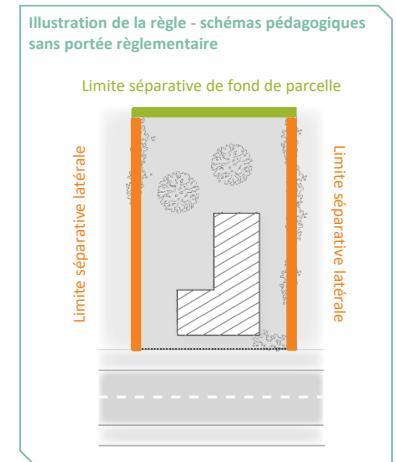 Illustration de la règle - schémas pédagogiques
sans portée règlementaire
Limite séparative de fond de parcelle
Limite séparative latérale
Limite séparative latérale